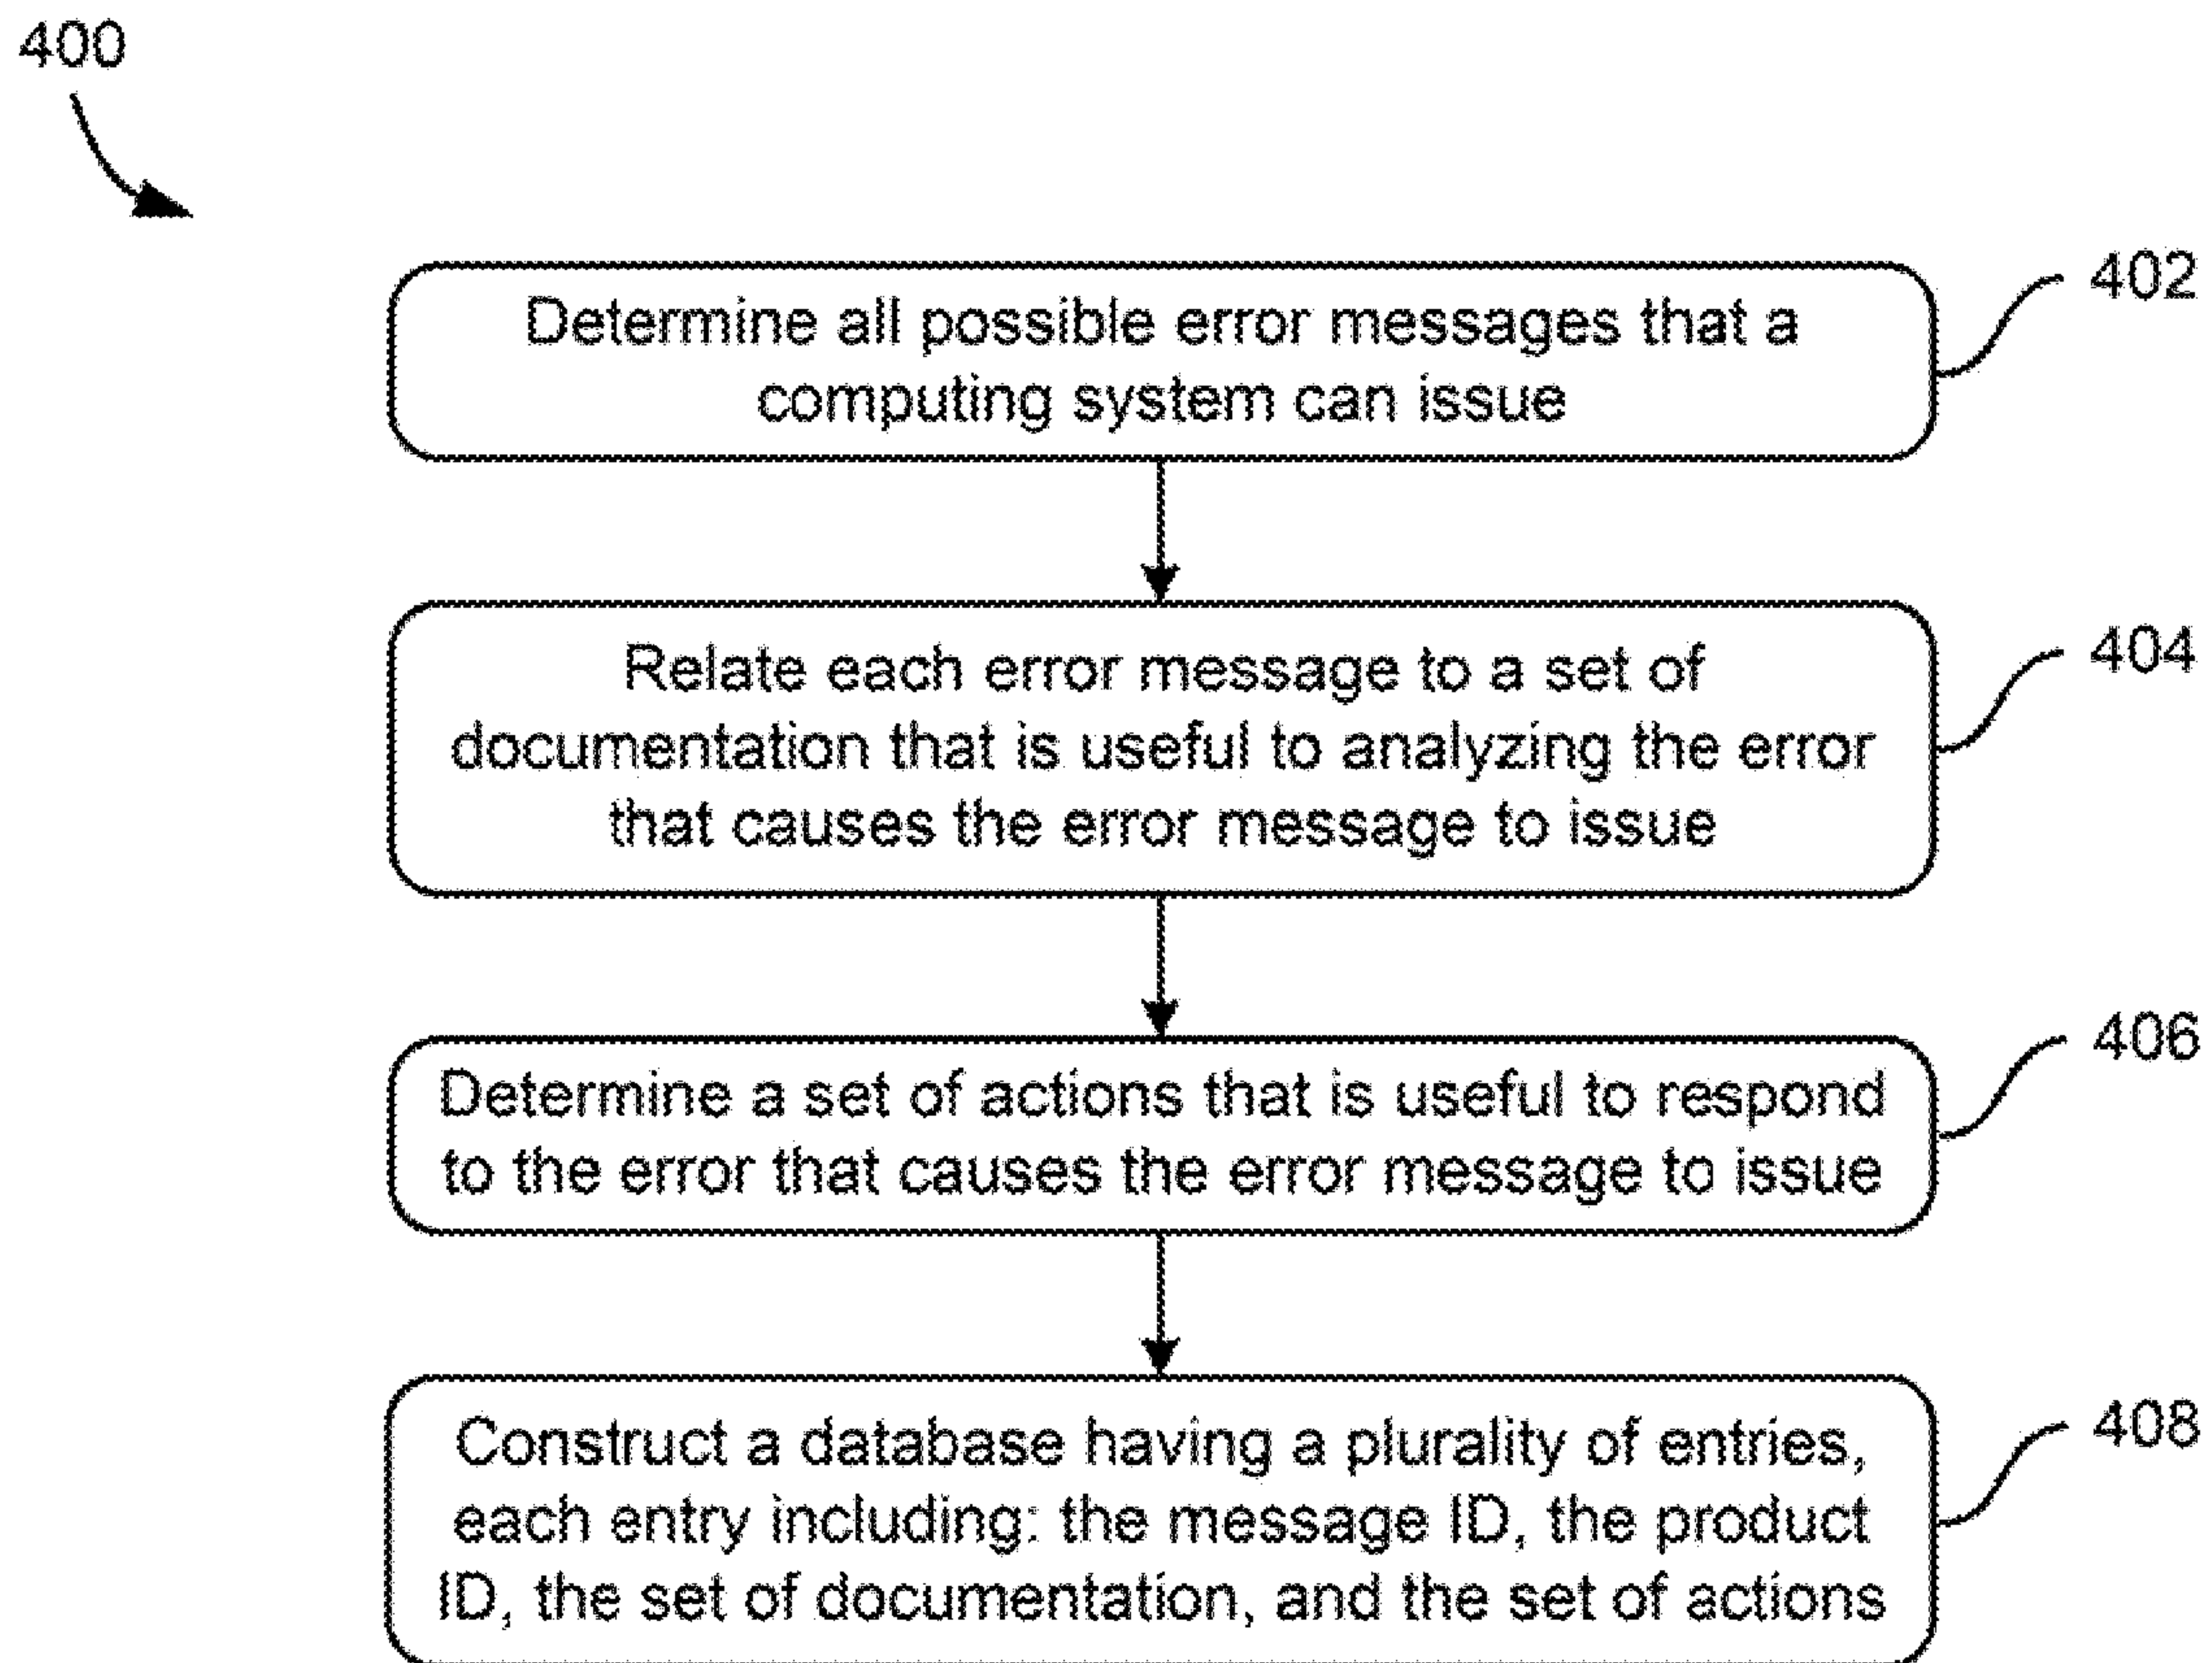 400
402
Determine all possible error messages that a
computing system can issue
404
Relate each error message to a set of
documentation that is useful to analyzing the error
that causes the error message to issue
406
Determine a set of actions that is useful to respond
to the error that causes the error message to issue
408
Construct a database having a plurality of entries,
each entry including: the message ID, the product
ID, the set of documentation, and the set of actions